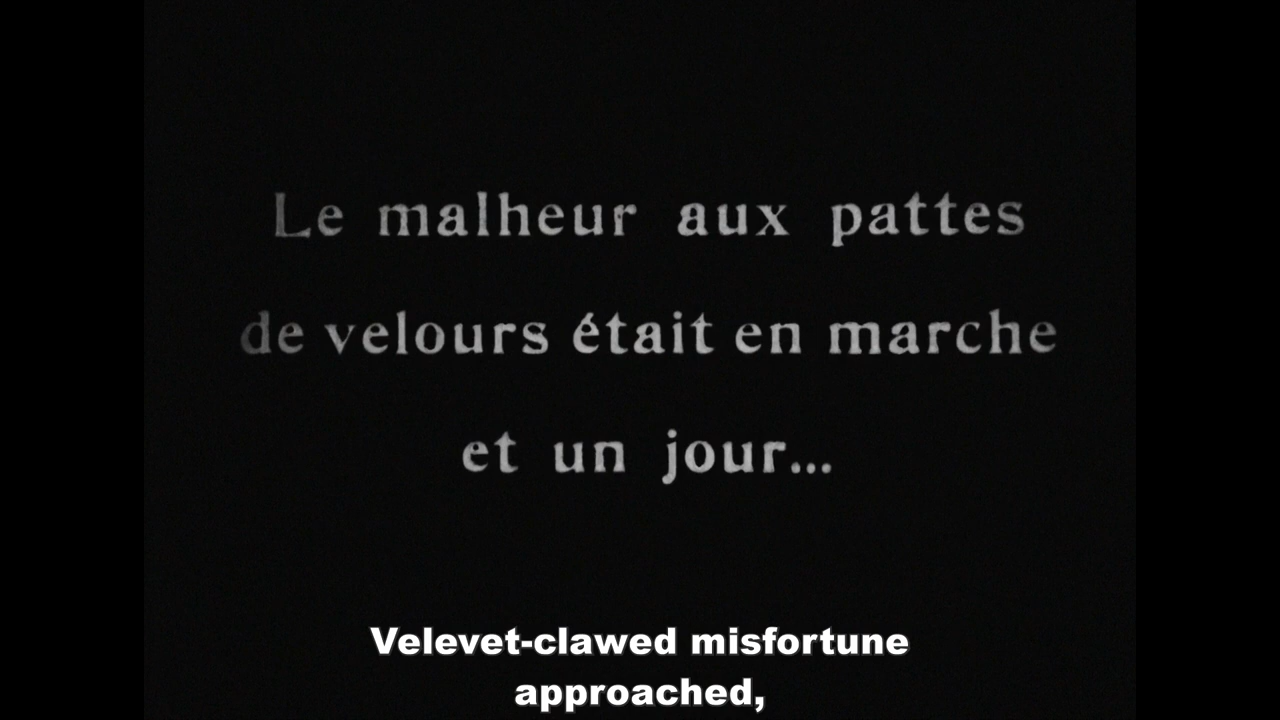 Le malheur aux pattes
de velours était en marche
et un jour...
Velevet-clawed misfortune
approached,